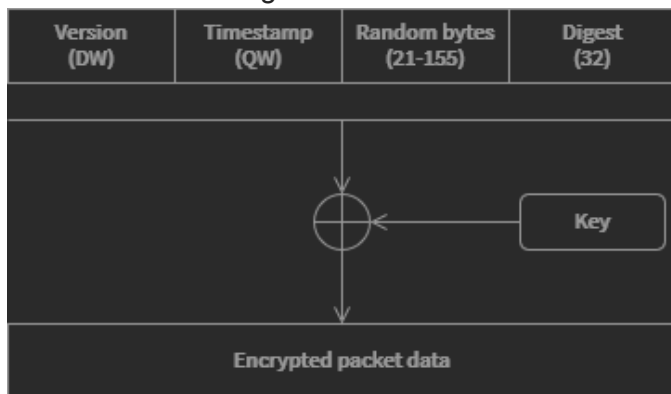 Version Timestamp Random bytes Digest
(DW) (QW) (21-155) (32)
Key
Encrypted packet data